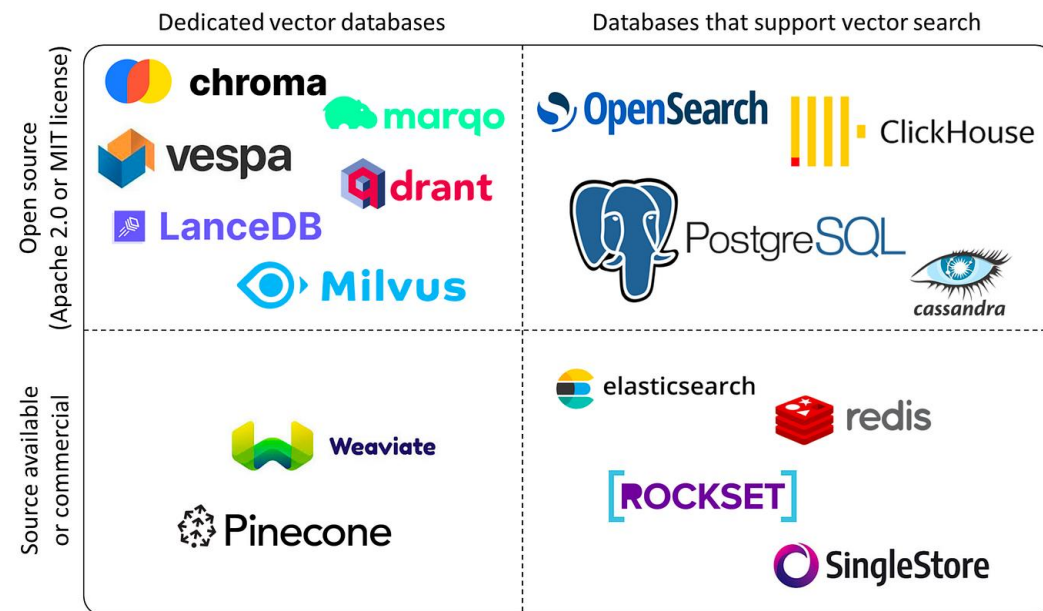 Dedicated vector databases
Databases that support vector search
Open source
(Apache 2.0 or MIT license)
chroma
marqo
vespa
qdrant
LanceDB
Milvus
OpenSearch
ClickHouse
PostgreSQL
cassandra
Source available
or commercial
Weaviate
Pinecone
elasticsearch
redis
ROCKSET
SingleStore